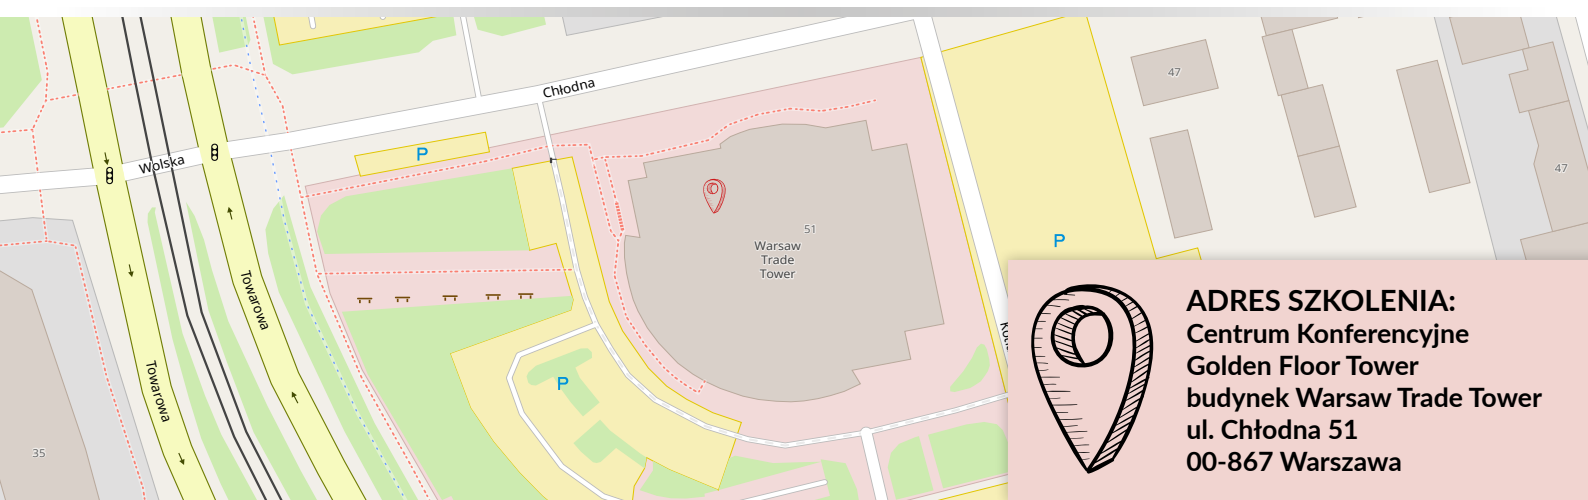 Chłodna
Wolska
P
47
47
51
Warsaw
Trade
Tower
P
Towarowa
Towarowa
P
35
ADRES SZKOLENIA:
Centrum Konferencyjne
Golden Floor Tower
budynek Warsaw Trade Tower
ul. Chłodna 51
00-867 Warszawa